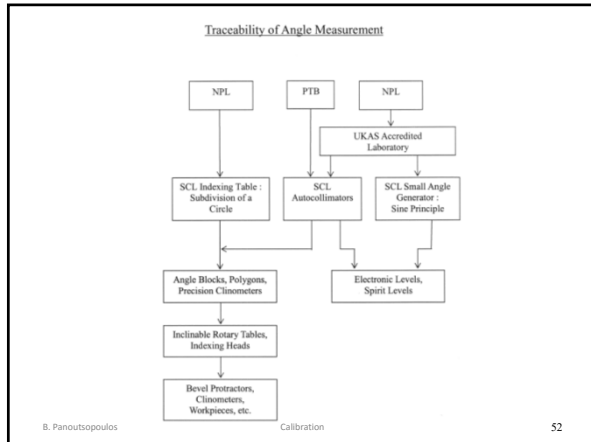 Traceability of Angle Measurement
NPL
PTB
NPL
UKAS Accredited
Laboratory
SCL Indexing Table :
Subdivision of a
Circle
SCL
Autocollimators
SCL Small Angle
Generator :
Sine Principle
Angle Blocks, Polygons,
Precision Clinometers
Electronic Levels,
Spirit Levels
Inclinable Rotary Tables,
Indexing Heads
Bevel Protractors,
Clinometers,
Workpieces, etc.
B. Panoutsopoulos
Calibration
52